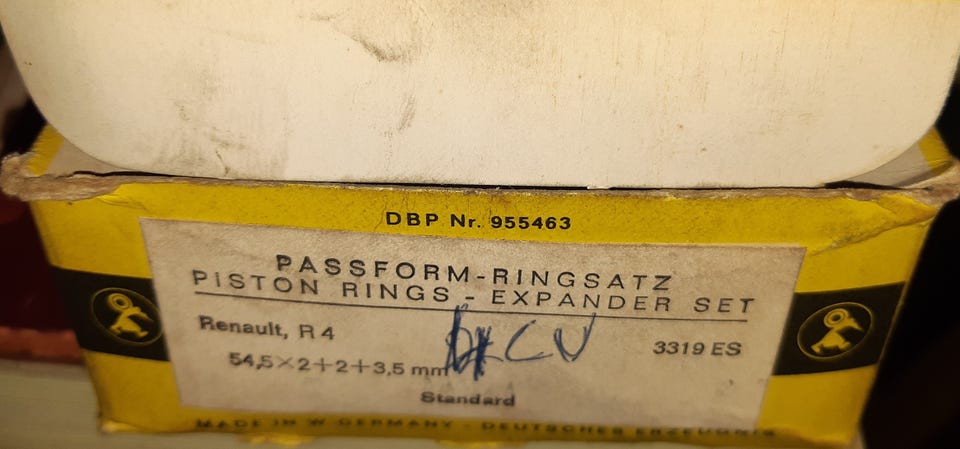 DBP Nr. 955463
PASSFORM-RINGSATZ
PISTON RINGS - EXPANDER SET
Renault, R 4
3319 ES
54,5×2+2+3,5 mm
CV
Standard
MADE IN W. GERMANY - DEUTSCHES ERZEUGNIS